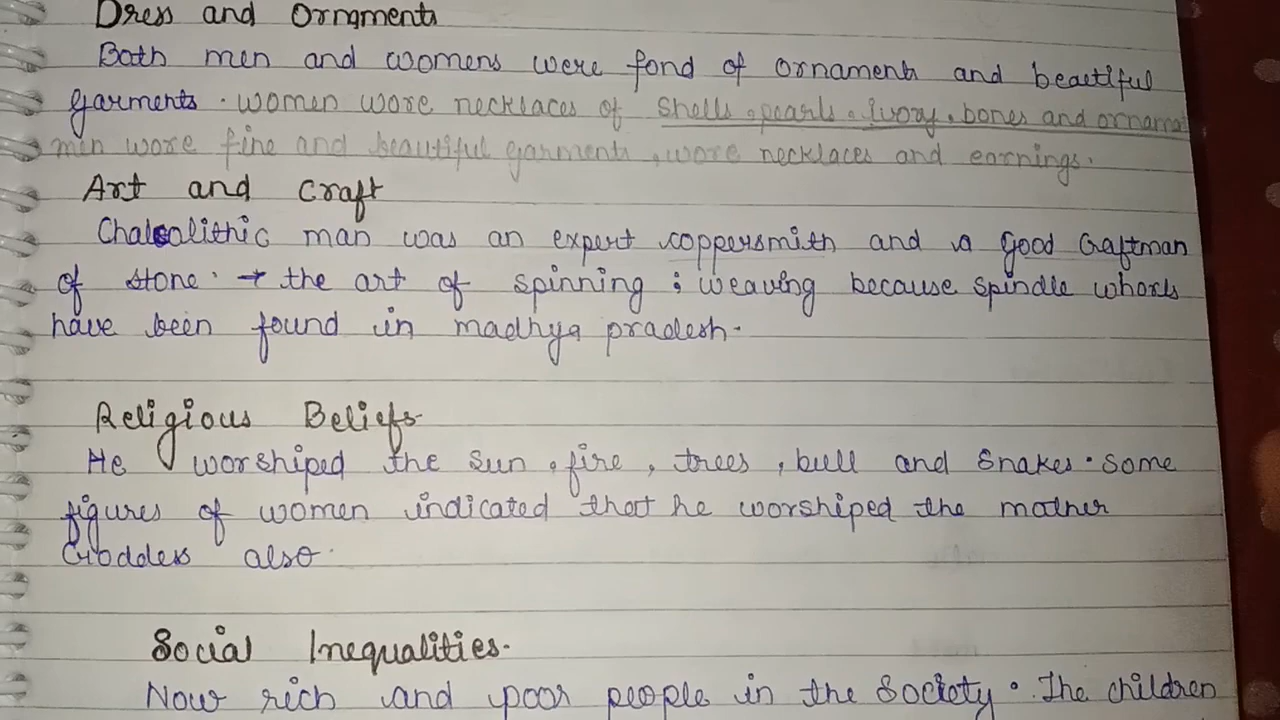 Dress and Ornaments
Both men and womens were fond of ornaments and beautiful
garments. women wore necklaces of shells, pearls, ivory, bones and
men wore fine and beautiful garments, wore necklaces and earnings.
Art and Craft
Chalcolithic man was an expert coppersmith and a good Craftman
of stone. → the art of spinning ; weaving because spindle whorls
have been found in madhya pradesh.
Religious Beliefs
He worshiped the sun, fire, trees, bull and snakes. some
figures of women indicated that he worshiped the mother
Goddess also.
Social Inequalities.
Now rich and poor people in the Society. The children